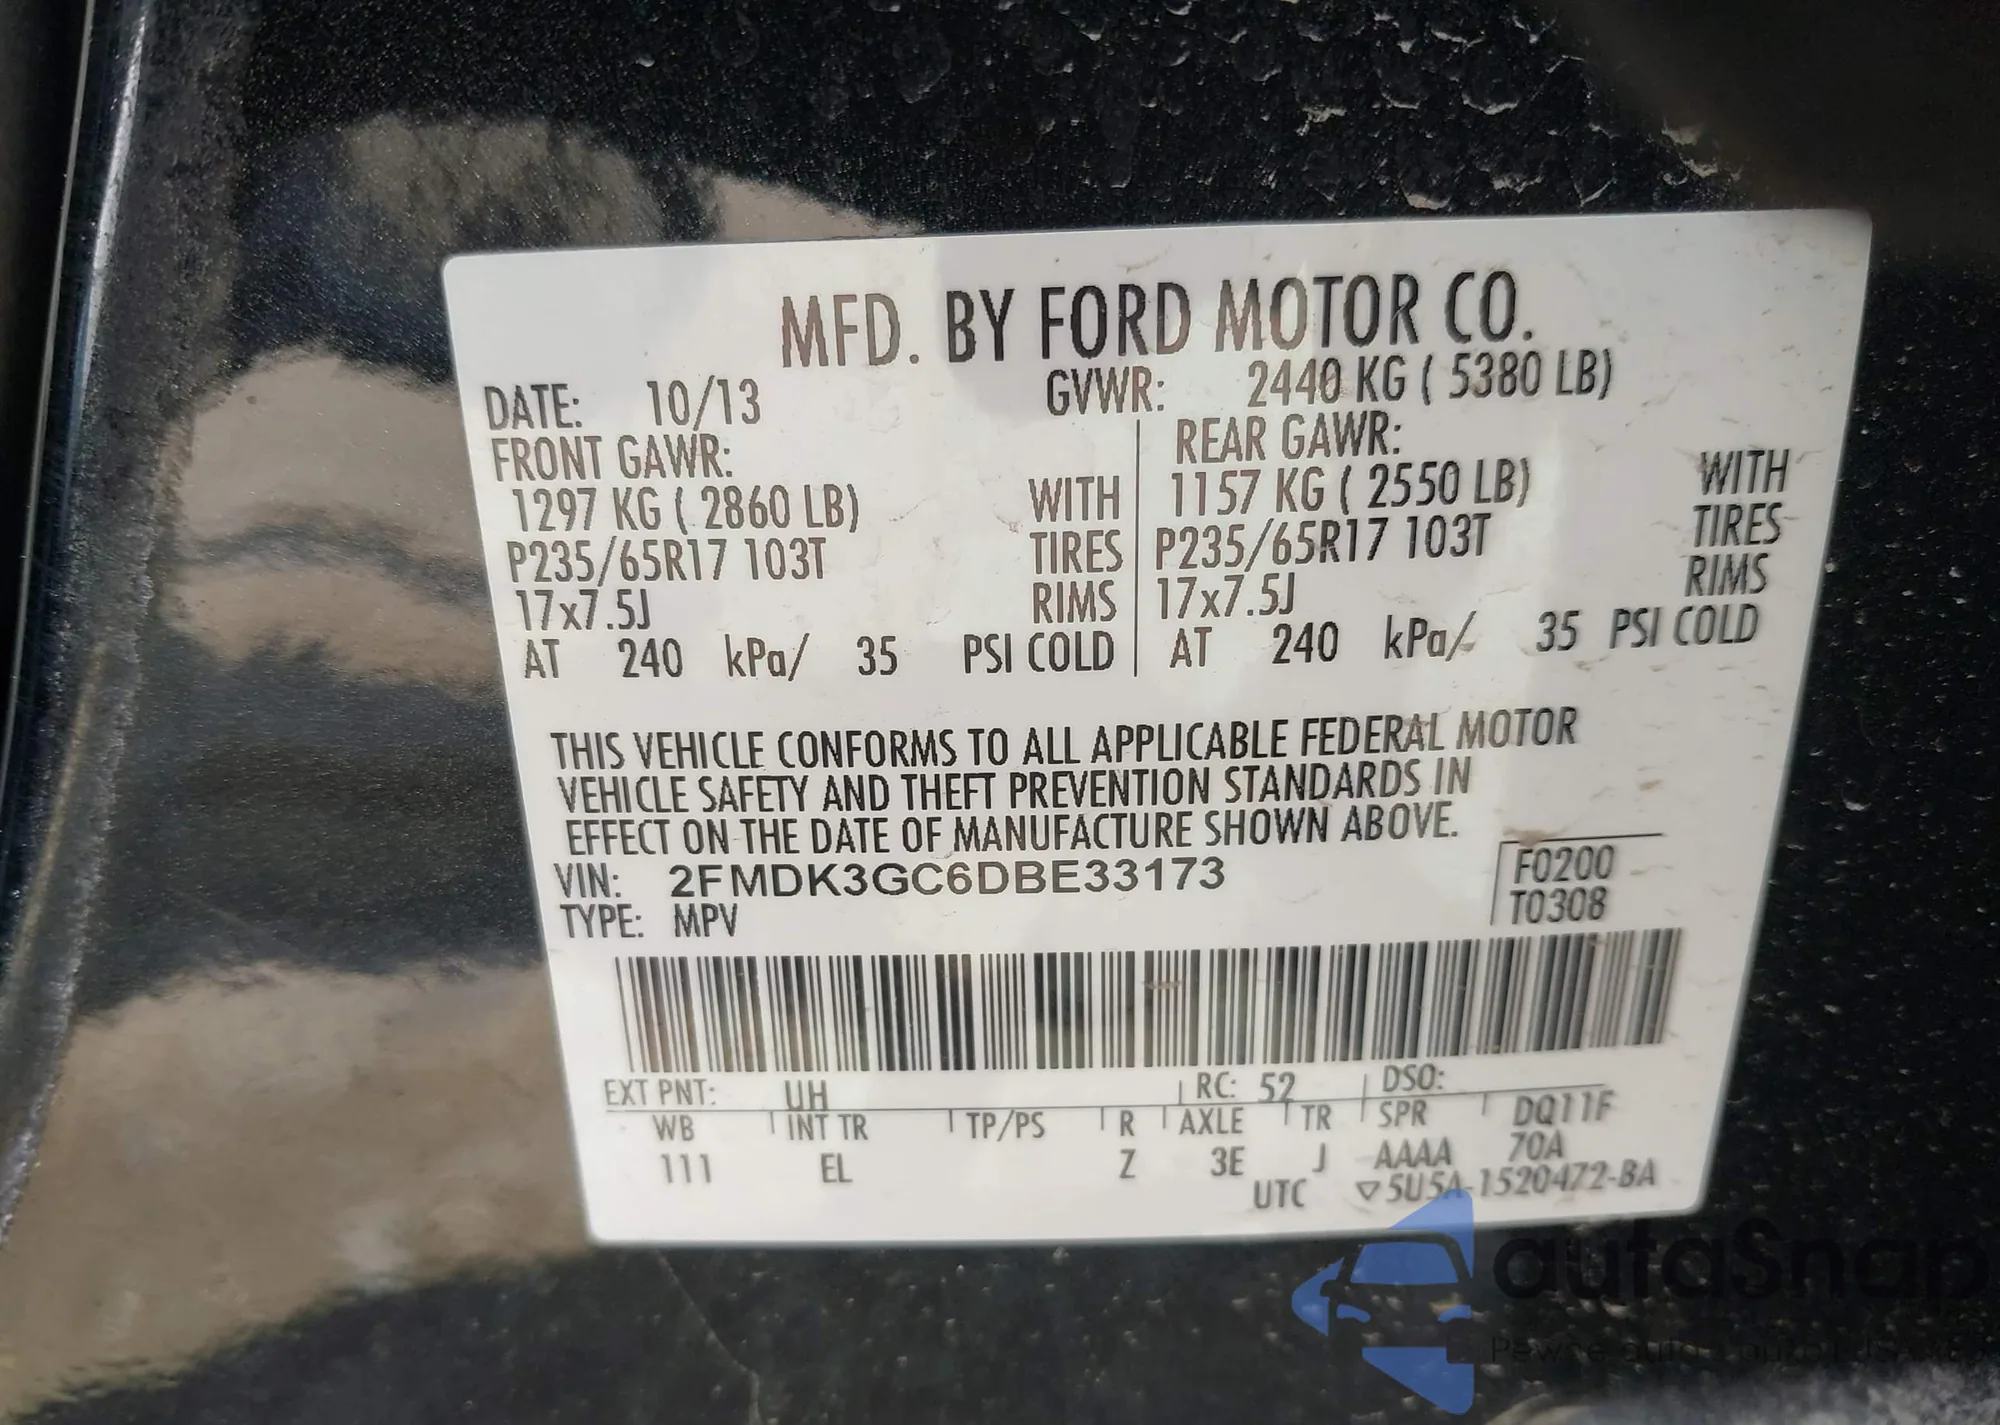 MFD. BY FORD MOTOR CO.
DATE: 10/13 GVWR: 2440 KG ( 5380 LB)
FRONT GAWR: REAR GAWR:
1297 KG ( 2860 LB) WITH 1157 KG ( 2550 LB) WITH
P235/65R17 103T TIRES P235/65R17 103T TIRES
17x7.5J RIMS 17x7.5J RIMS
AT 240 kPa/ 35 PSI COLD AT 240 kPa/ 35 PSI COLD
THIS VEHICLE CONFORMS TO ALL APPLICABLE FEDERAL MOTOR
VEHICLE SAFETY AND THEFT PREVENTION STANDARDS IN
EFFECT ON THE DATE OF MANUFACTURE SHOWN ABOVE.
VIN: 2FMDK3GC6DBE33173 F0200
TYPE: MPV T0308
EXT PNT: UH RC: 52 DSO:
WB INT TR TP/PS R AXLE TR SPR DQ11F
111 EL Z 3E J AAAA 70A
UTC ▽5U5A-1520472-BA
autoSnap